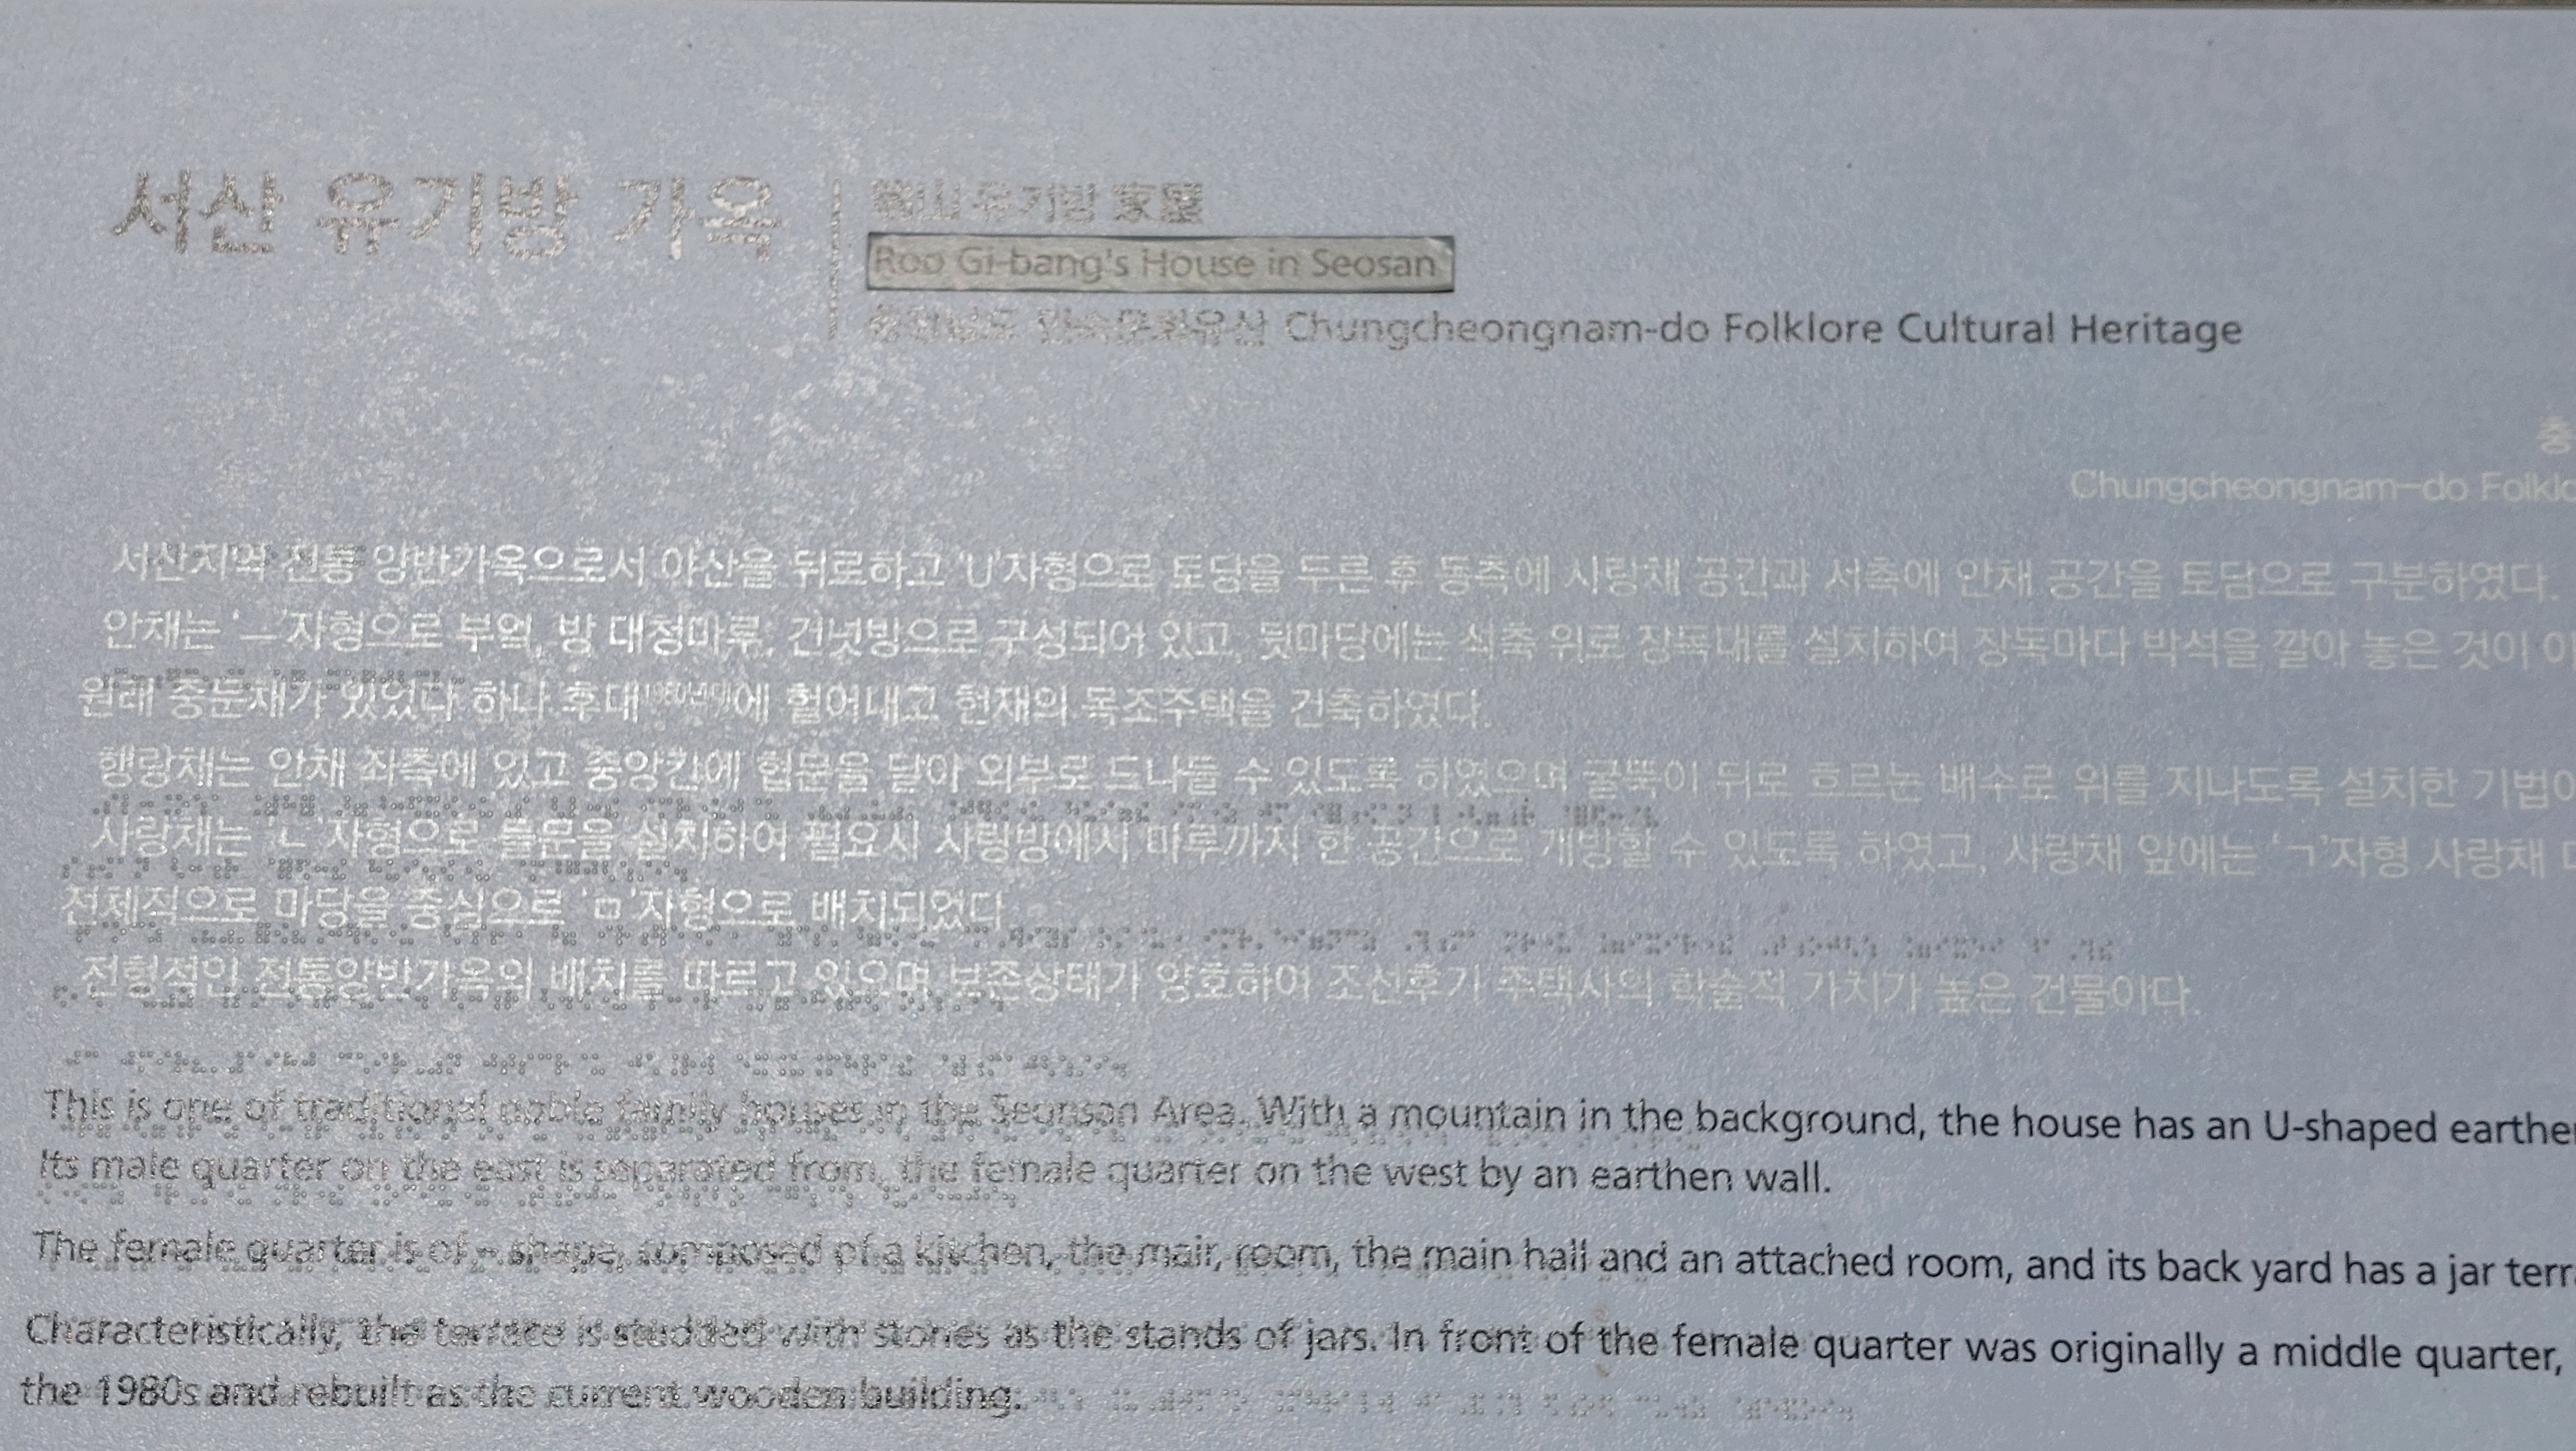 서산 유기방 가옥
瑞山 유기방 家屋
Roo Gi-bang's House in Seosan
충청남도 민속문화유산 Chungcheongnam-do Folklore Cultural Heritage
충
Chungcheongnam-do Folklo
서산지역 전통 양반가옥으로서 야산을 뒤로하고 'U'자형으로 토담을 두른 후 동측에 사랑채 공간과 서측에 안채 공간을 토담으로 구분하였다.
안채는 'ㅡ'자형으로 부엌, 방 대청마루, 건넛방으로 구성되어 있고, 뒷마당에는 석축 위로 장독대를 설치하여 장독마다 박석을 깔아 놓은 것이
원래 중문채가 있었다 하나 후대1980년대에 헐어내고 현재의 목조주택을 건축하였다.
행랑채는 안채 좌측에 있고 중앙칸에 협문을 달아 외부로 드나들 수 있도록 하였으며 굴뚝이 뒤로 흐르는 배수로 위를 지나도록 설치한 기법이
사랑채는 'ㄴ'자형으로 들문을 설치하여 필요시 사랑방에서 마루까지 한 공간으로 개방할 수 있도록 하였고, 사랑채 앞에는 'ㄱ'자형 사랑채
전체적으로 마당을 중심으로 'ㅁ'자형으로 배치되었다
전형적인 전통양반가옥의 배치를 따르고 있으며 보존상태가 양호하여 조선후기 주택사의 학술적 가치가 높은 건물이다.
This is one of traditional noble family houses in the Seonsan Area. With a mountain in the background, the house has an U-shaped earthe
Its male quarter on the east is separated from, the female quarter on the west by an earthen wall.
The female quarter is of - shape, composed of a kitchen, the mair, room, the main hall and an attached room, and its back yard has a jar terr
Characteristically, the terrace is studded with stones as the stands of jars. In front of the female quarter was originally a middle quarter,
the 1980s and rebuilt as the current wooden building.